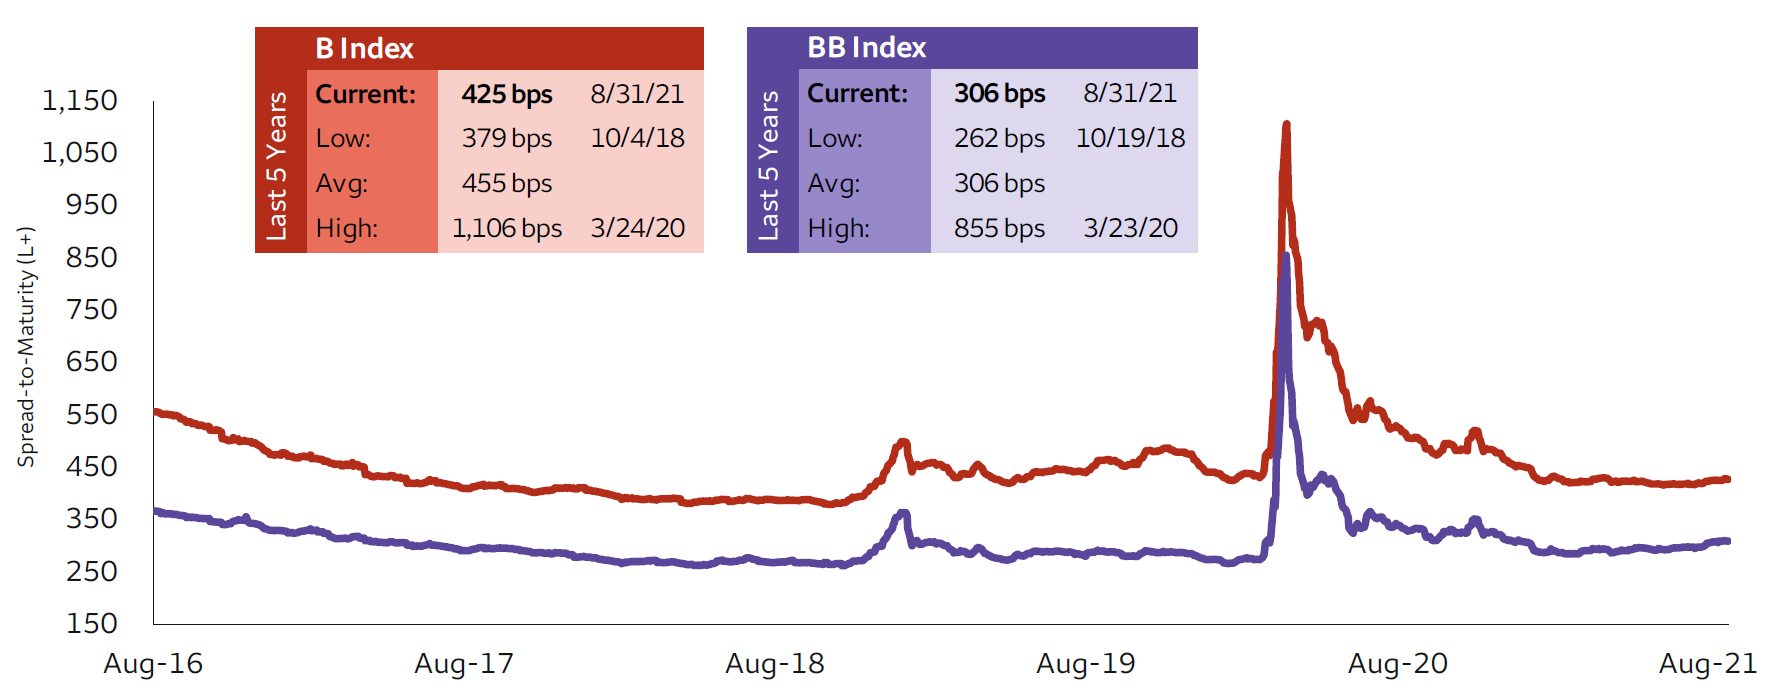 B Index
Last 5 Years
Current: 425 bps 8/31/21
Low: 379 bps 10/4/18
Avg: 455 bps
High: 1,106 bps 3/24/20
BB Index
Last 5 Years
Current: 306 bps 8/31/21
Low: 262 bps 10/19/18
Avg: 306 bps
High: 855 bps 3/23/20
Spread-to-Maturity (L+)
1,150
1,050
950
850
750
650
550
450
350
250
150
Aug-16 Aug-17 Aug-18 Aug-19 Aug-20 Aug-21